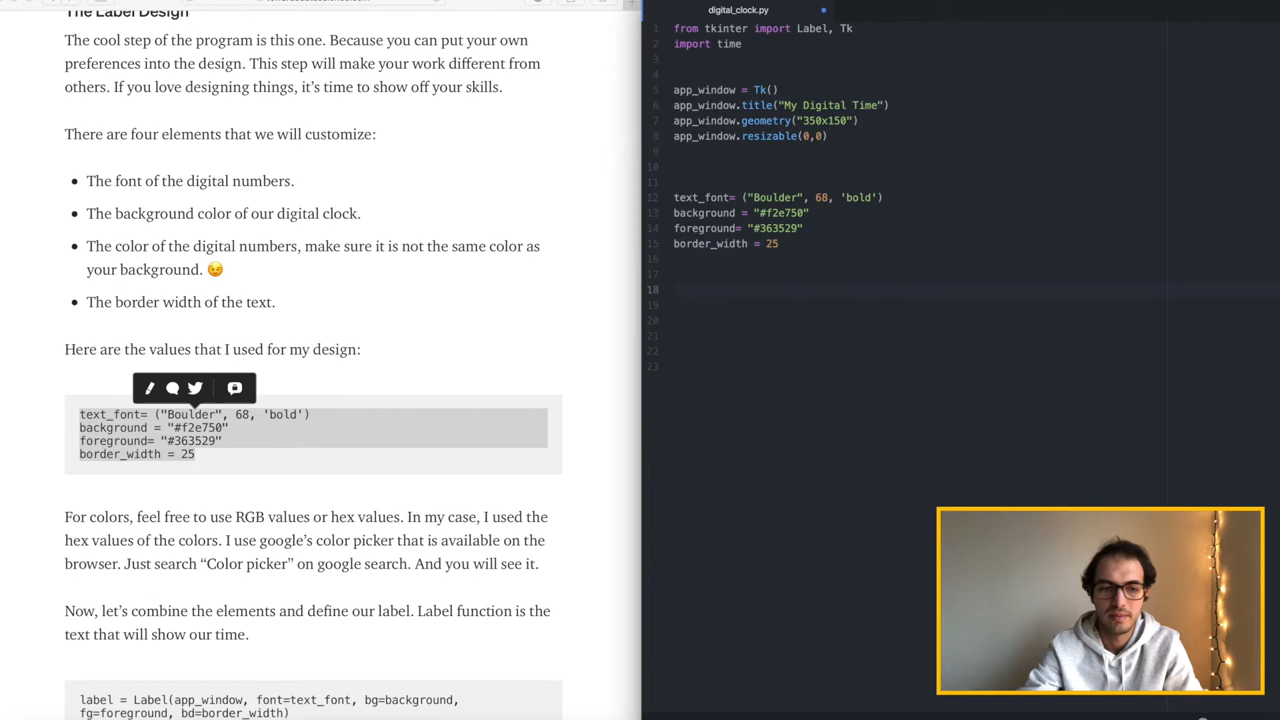 The Label Design
The cool step of the program is this one. Because you can put your own
preferences into the design. This step will make your work different from
others. If you love designing things, it's time to show off your skills.
There are four elements that we will customize:
• The font of the digital numbers.
• The background color of our digital clock.
• The color of the digital numbers, make sure it is not the same color as
your background. 😉
• The border width of the text.
Here are the values that I used for my design:
text_font= ("Boulder", 68, 'bold')
background = "#f2e750"
foreground= "#363529"
border_width = 25
For colors, feel free to use RGB values or hex values. In my case, I used the
hex values of the colors. I use google's color picker that is available on the
browser. Just search “Color picker” on google search. And you will see it.
Now, let's combine the elements and define our label. Label function is the
text that will show our time.
label = Label(app_window, font=text_font, bg=background,
fg=foreground, bd=border_width)
digital_clock.py
1 from tkinter import Label, Tk
2 import time
3
4
5 app_window = Tk()
6 app_window.title("My Digital Time")
7 app_window.geometry("350x150")
8 app_window.resizable(0,0)
9
10
11
12 text_font= ("Boulder", 68, 'bold')
13 background = "#f2e750"
14 foreground= "#363529"
15 border_width = 25
16
17
18
19
20
21
22
23